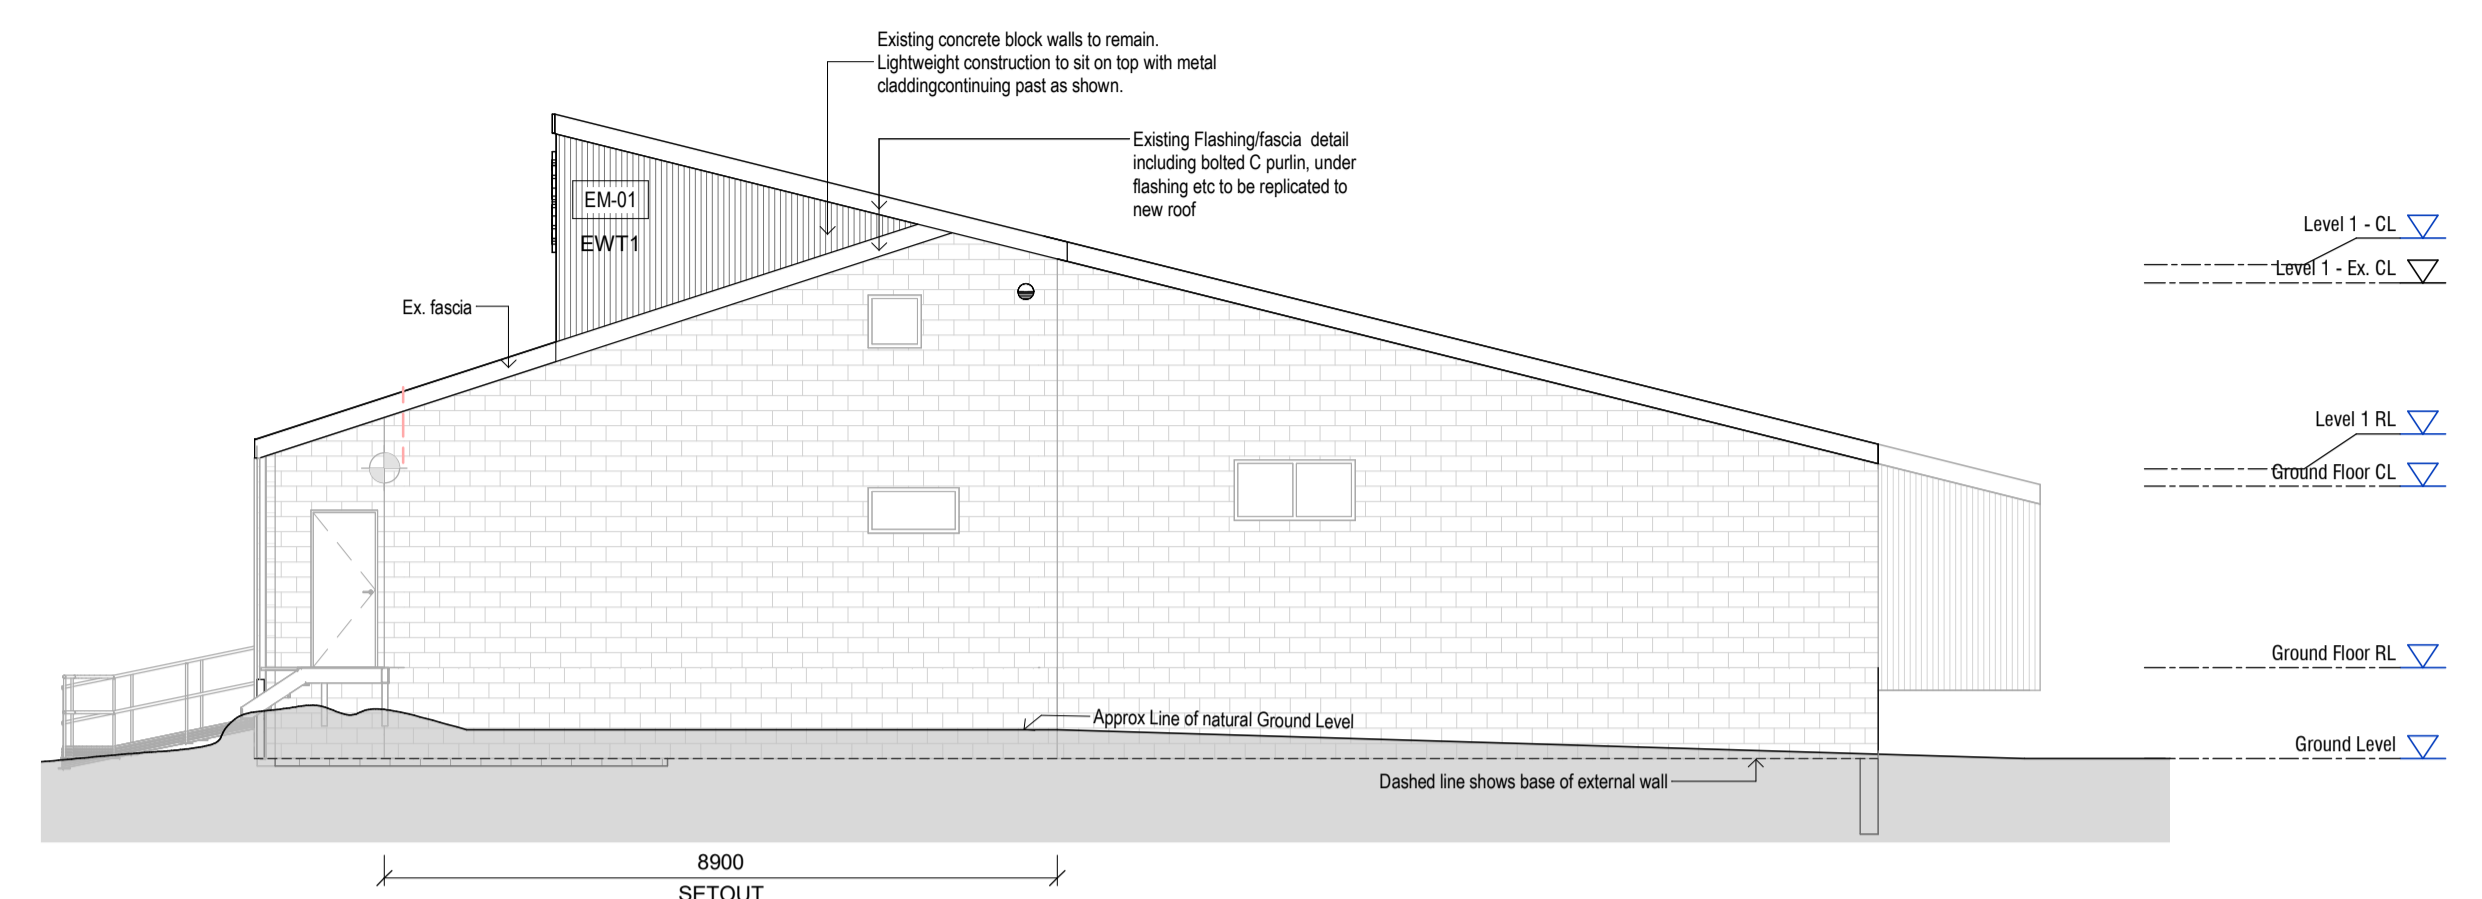 Existing concrete block walls to remain.
Lightweight construction to sit on top with metal
claddingcontinuing past as shown.
Existing Flashing/fascia detail
including bolted C purlin, under
flashing etc to be replicated to
new roof
EM-01
EWT1
Ex. fascia
Level 1 - CL
Level 1 - Ex. CL
Level 1 RL
Ground Floor CL
Ground Floor RL
Approx Line of natural Ground Level
Ground Level
Dashed line shows base of external wall
8900
SETOUT